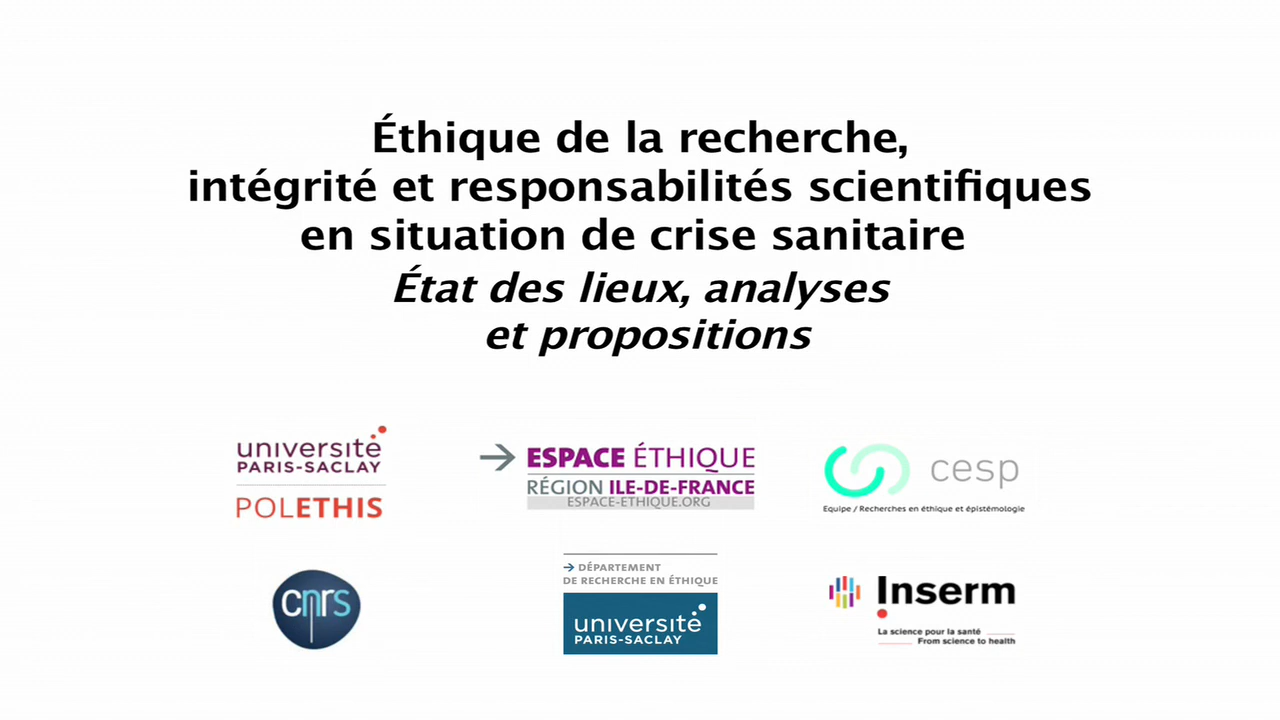 Éthique de la recherche,
intégrité et responsabilités scientifiques
en situation de crise sanitaire
État des lieux, analyses
et propositions
université
PARIS-SACLAY
POLETHIS
→ ESPACE ÉTHIQUE
RÉGION ILE-DE-FRANCE
ESPACE-ETHIQUE.ORG
cesp
Equipe / Recherches en éthique et épistémologie
cnrs
→ DÉPARTEMENT
DE RECHERCHE EN ÉTHIQUE
université
PARIS-SACLAY
Inserm
La science pour la santé
From science to health